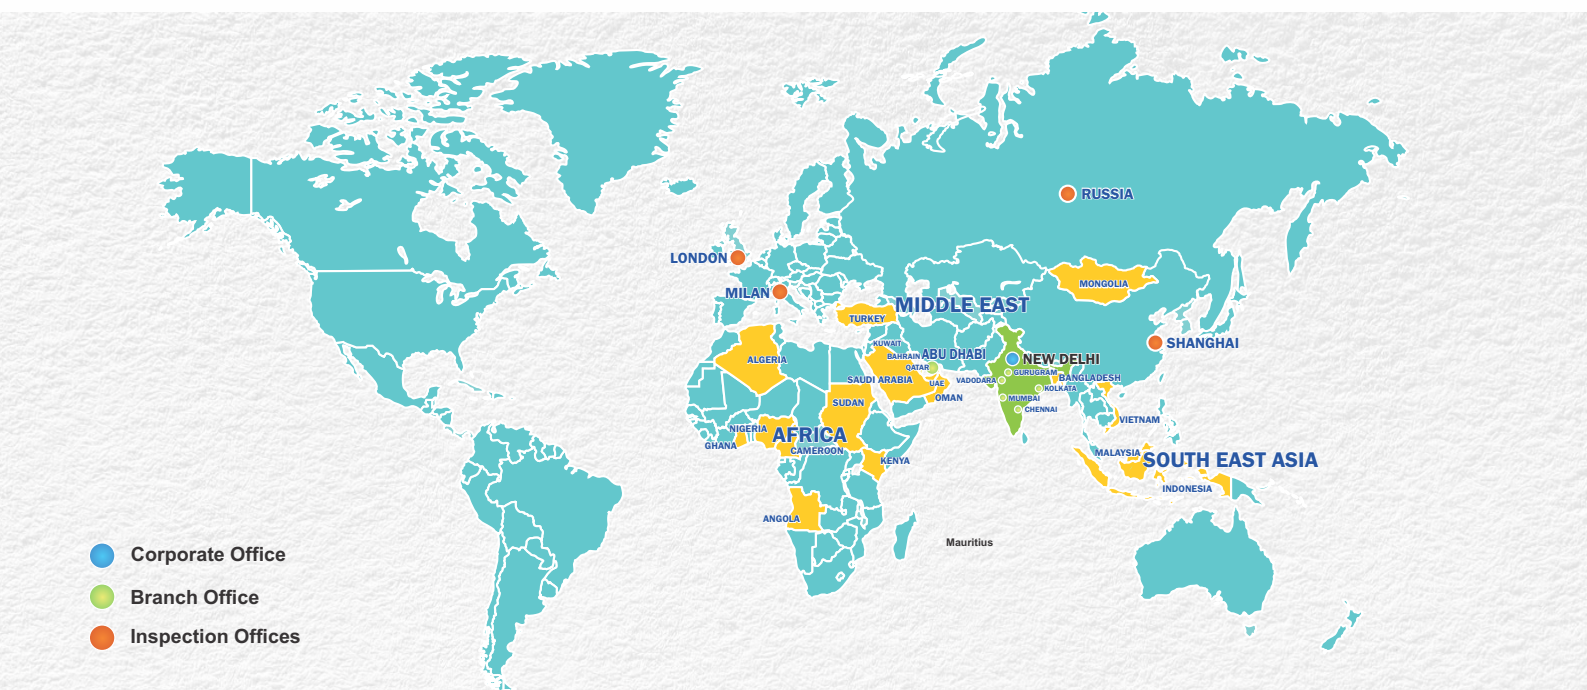 RUSSIA
LONDON
MONGOLIA
MILAN
MIDDLE EAST
TURKEY
SHANGHAI
KUWAIT
BAHRAIN
ABU DHABI
NEW DELHI
ALGERIA
QATAR
GURUGRAM
SAUDI ARABIA
UAE
VADODARA
BANGLADESH
KOLKATA
OMAN
MUMBAI
SUDAN
CHENNAI
VIETNAM
NIGERIA
AFRICA
GHANA
CAMEROON
MALAYSIA
SOUTH EAST ASIA
KENYA
INDONESIA
ANGOLA
Mauritius
Corporate Office
Branch Office
Inspection Offices